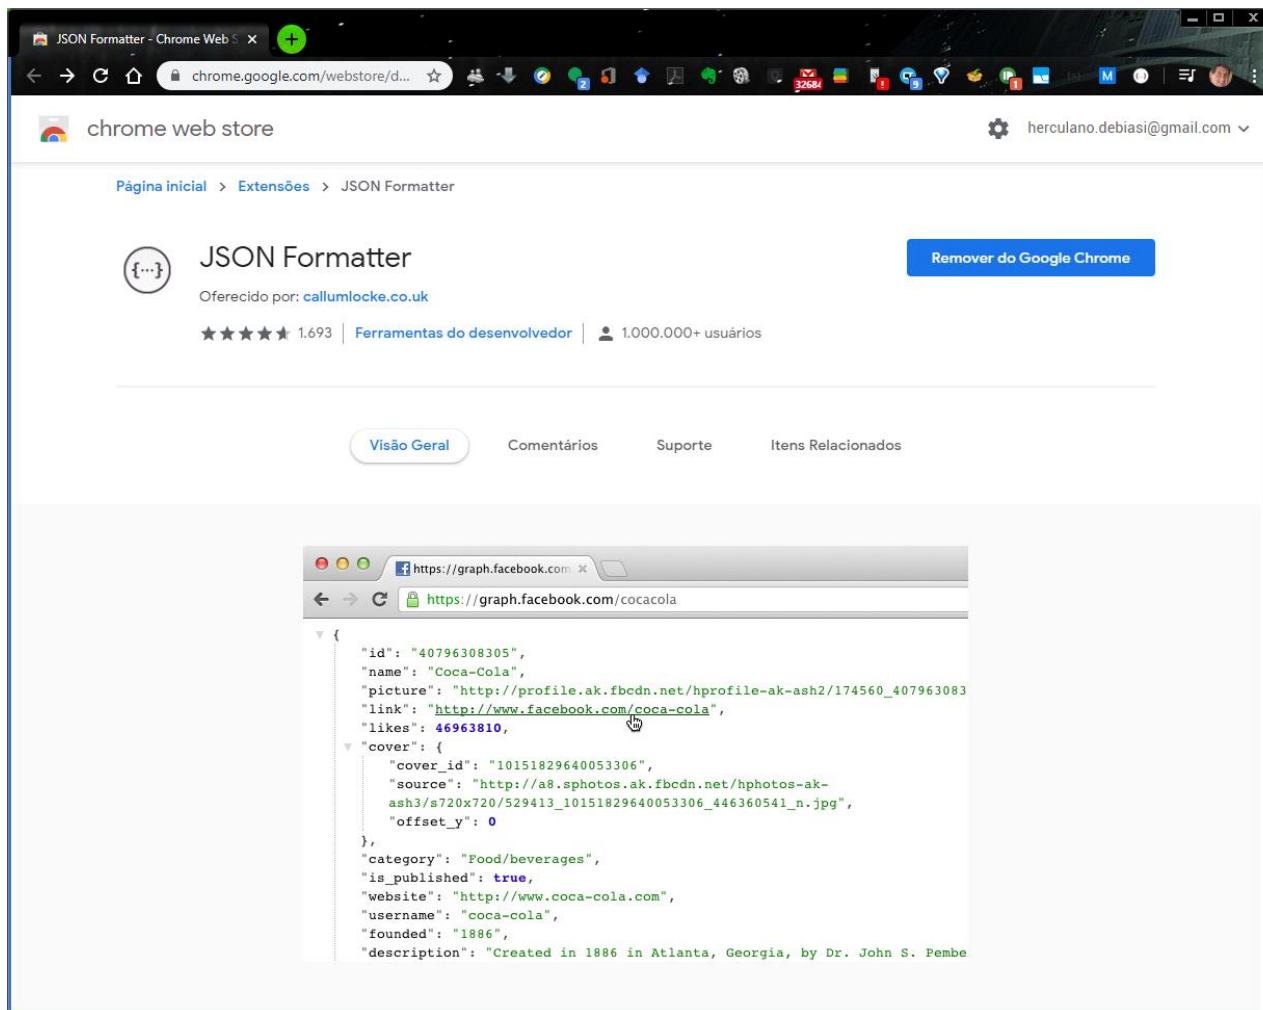 JSON Formatter - Chrome Web S
chrome.google.com/webstore/d...
2
32684
!
9
1
M
chrome web store
herculano.debiasi@gmail.com
Página inicial > Extensões > JSON Formatter
{···}
JSON Formatter
Remover do Google Chrome
Oferecido por: callumlocke.co.uk
1.693 | Ferramentas do desenvolvedor | 1.000.000+ usuários
Visão Geral
Comentários
Suporte
Itens Relacionados
https://graph.facebook.com
https://graph.facebook.com/cocacola
{
"id": "40796308305",
"name": "Coca-Cola",
"picture": "http://profile.ak.fbcdn.net/hprofile-ak-ash2/174560_407963083
"link": "http://www.facebook.com/coca-cola",
"likes": 46963810,
"cover": {
"cover_id": "10151829640053306",
"source": "http://a8.sphotos.ak.fbcdn.net/hphotos-ak-
ash3/s720x720/529413_10151829640053306_446360541_n.jpg",
"offset_y": 0
},
"category": "Food/beverages",
"is_published": true,
"website": "http://www.coca-cola.com",
"username": "coca-cola",
"founded": "1886",
"description": "Created in 1886 in Atlanta, Georgia, by Dr. John S. Pembe